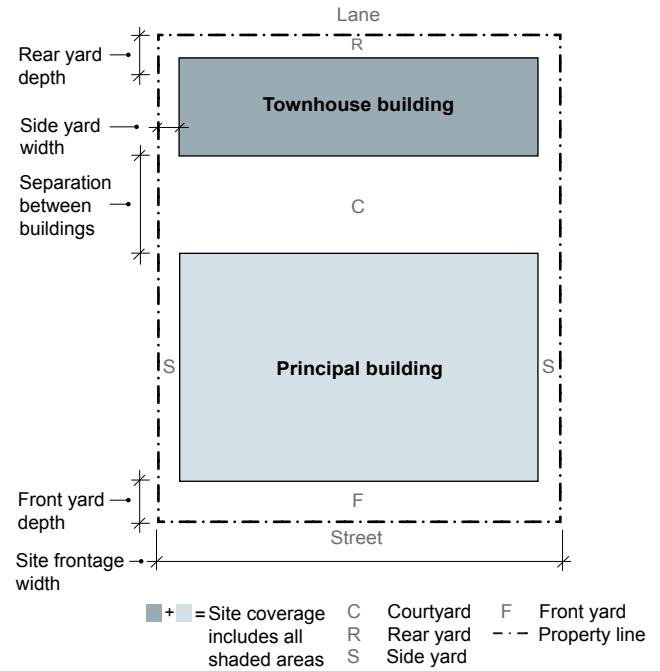 Lane
R
Rear yard
depth
Townhouse building
Side yard
width
Separation
between
buildings
C
S
Principal building
S
Front yard
depth
F
Street
Site frontage
width
+ = Site coverage
includes all
shaded areas
C Courtyard
R Rear yard
S Side yard
F Front yard
Property line